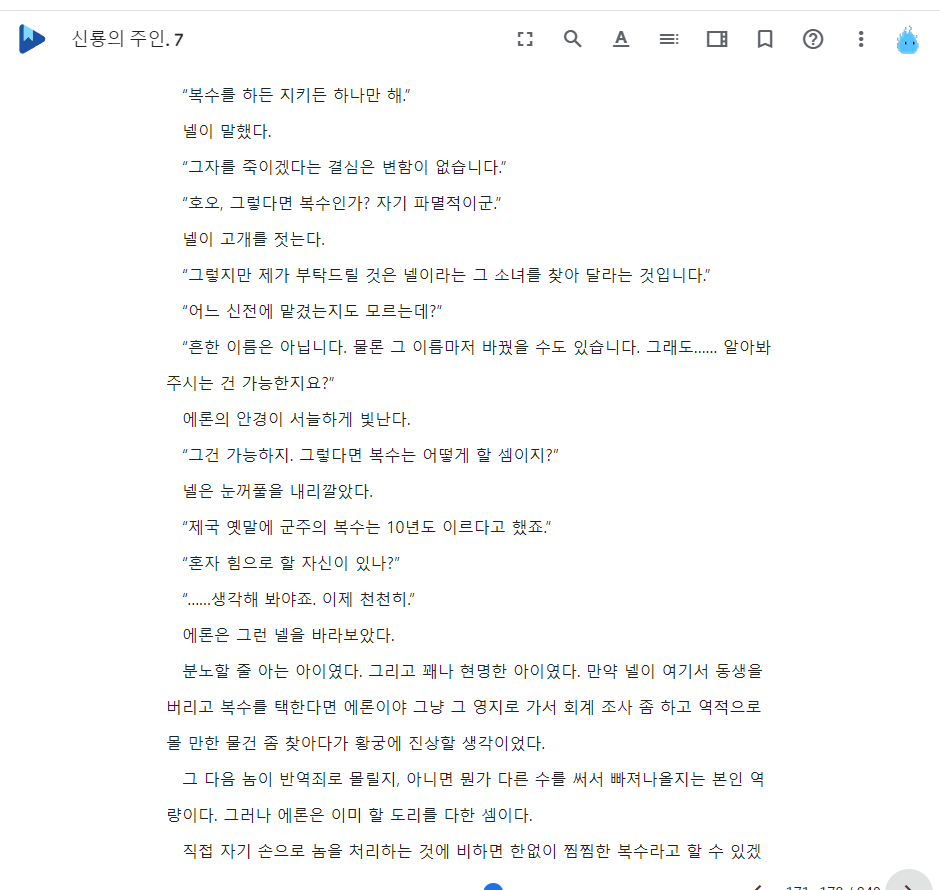 신룡의 주인. 7
“복수를 하든 지키든 하나만 해.”
넬이 말했다.
“그자를 죽이겠다는 결심은 변함이 없습니다.”
“호오, 그렇다면 복수인가? 자기 파멸적이군.”
넬이 고개를 젓는다.
“그렇지만 제가 부탁드릴 것은 넬이라는 그 소녀를 찾아 달라는 것입니다.”
“어느 신전에 맡겼는지도 모르는데?”
“흔한 이름은 아닙니다. 물론 그 이름마저 바꿨을 수도 있습니다. 그래도…… 알아봐
주시는 건 가능한지요?”
에론의 안경이 서늘하게 빛난다.
“그건 가능하지. 그렇다면 복수는 어떻게 할 셈이지?”
넬은 눈꺼풀을 내리깔았다.
“제국 옛말에 군주의 복수는 10년도 이르다고 했죠.”
“혼자 힘으로 할 자신이 있나?”
“……생각해 봐야죠. 이제 천천히.”
에론은 그런 넬을 바라보았다.
분노할 줄 아는 아이였다. 그리고 꽤나 현명한 아이였다. 만약 넬이 여기서 동생을
버리고 복수를 택한다면 에론이야 그냥 그 영지로 가서 회계 조사 좀 하고 역적으로
몰 만한 물건 좀 찾아다가 황궁에 진상할 생각이었다.
그 다음 놈이 반역죄로 몰릴지, 아니면 뭔가 다른 수를 써서 빠져나올지는 본인 역
량이다. 그러나 에론은 이미 할 도리를 다한 셈이다.
직접 자기 손으로 놈을 처리하는 것에 비하면 한없이 찜찜한 복수라고 할 수 있겠